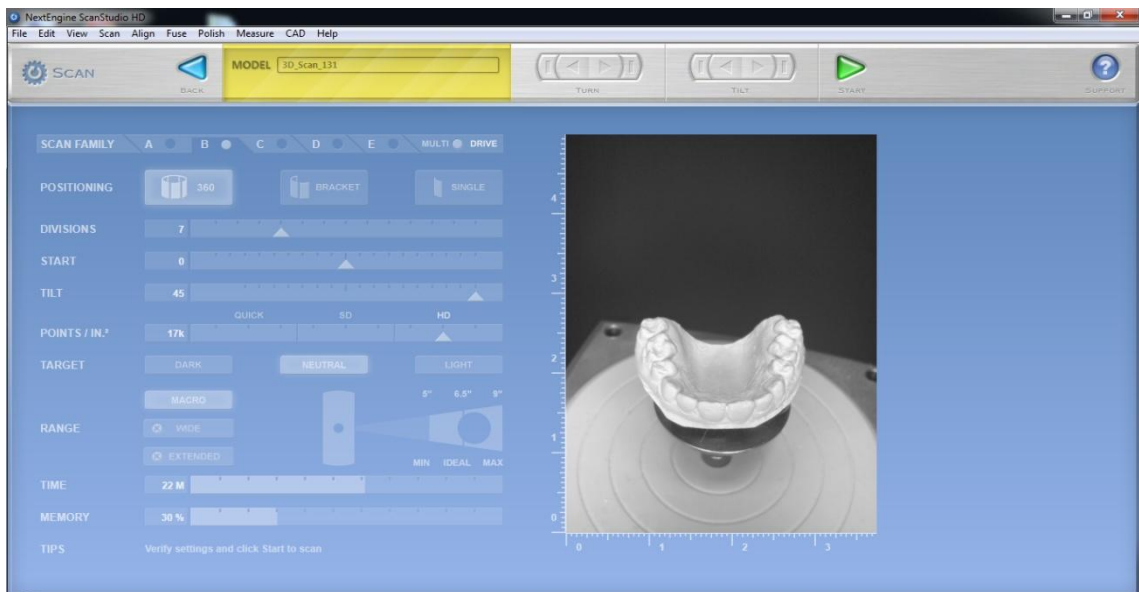 NextEngine ScanStudio HD
File Edit View Scan Align Fuse Polish Measure CAD Help
SCAN
BACK
MODEL 3D_Scan_131
TURN
TILT
START
SUPPORT
SCAN FAMILY A B C D E MULTI DRIVE
POSITIONING 360 BRACKET SINGLE
DIVISIONS 7
START 0
TILT 45
QUICK SD HD
POINTS / IN.² 17k
TARGET DARK NEUTRAL LIGHT
MACRO 5" 6.5" 9"
RANGE WIDE
EXTENDED MIN IDEAL MAX
TIME 22 M
MEMORY 30 %
TIPS Verify settings and click Start to scan
4
3
2
1
0
0 1 2 3